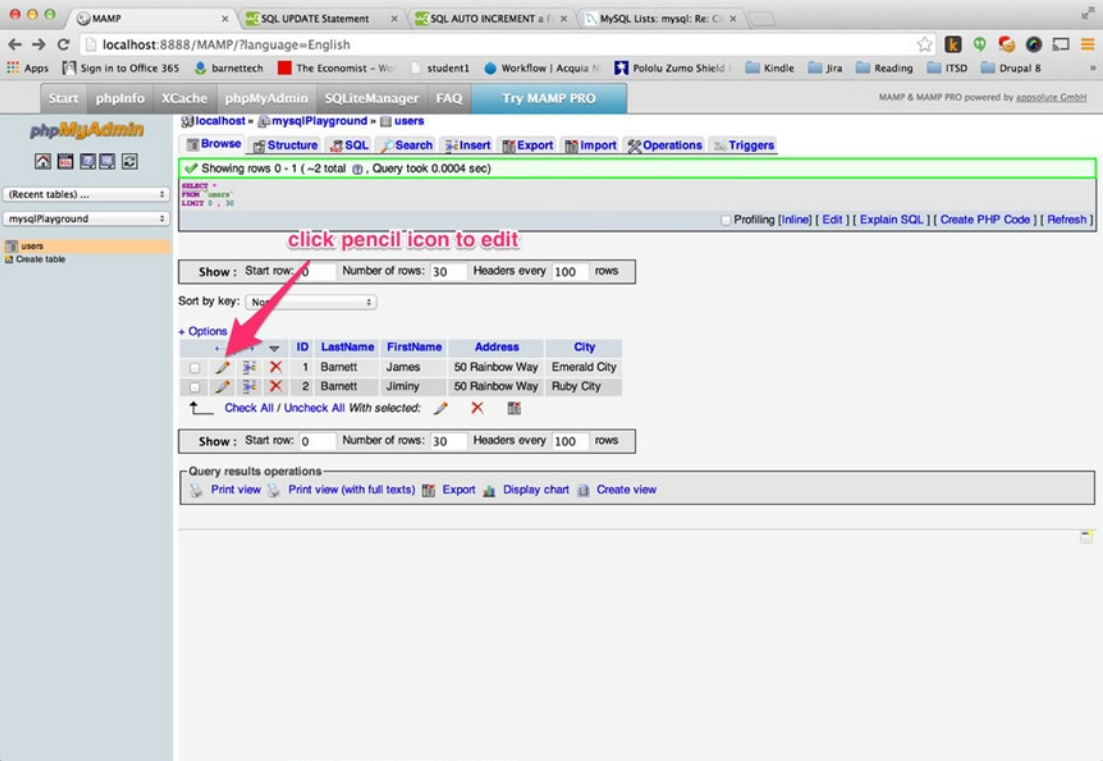 MAMP
SQL UPDATE Statement
SQL AUTO INCREMENT a Fi
MySQL Lists: mysql: Re: Cl
localhost:8888/MAMP/?language=English
Apps Sign in to Office 365 barnettech The Economist – Wo student1 Workflow | Acquia N Pololu Zumo Shield f Kindle Jira Reading ITSD Drupal 8 »
Start phpInfo XCache phpMyAdmin SQLiteManager FAQ Try MAMP PRO MAMP & MAMP PRO powered by appsolute GmbH
phpMyAdmin
(Recent tables) ...
mysqlPlayground
users
Create table
localhost » mysqlPlayground » users
Browse Structure SQL Search Insert Export Import Operations Triggers
Showing rows 0 - 1 ( ~2 total , Query took 0.0004 sec)
SELECT *
FROM `users`
LIMIT 0 , 30
Profiling [Inline] [ Edit ] [ Explain SQL ] [ Create PHP Code ] [ Refresh ]
click pencil icon to edit
Show : Start row: 0 Number of rows: 30 Headers every 100 rows
Sort by key:
+ Options
ID LastName FirstName Address City
1 Barnett James 50 Rainbow Way Emerald City
2 Barnett Jiminy 50 Rainbow Way Ruby City
Check All / Uncheck All With selected:
Show : Start row: 0 Number of rows: 30 Headers every 100 rows
Query results operations
Print view Print view (with full texts) Export Display chart Create view